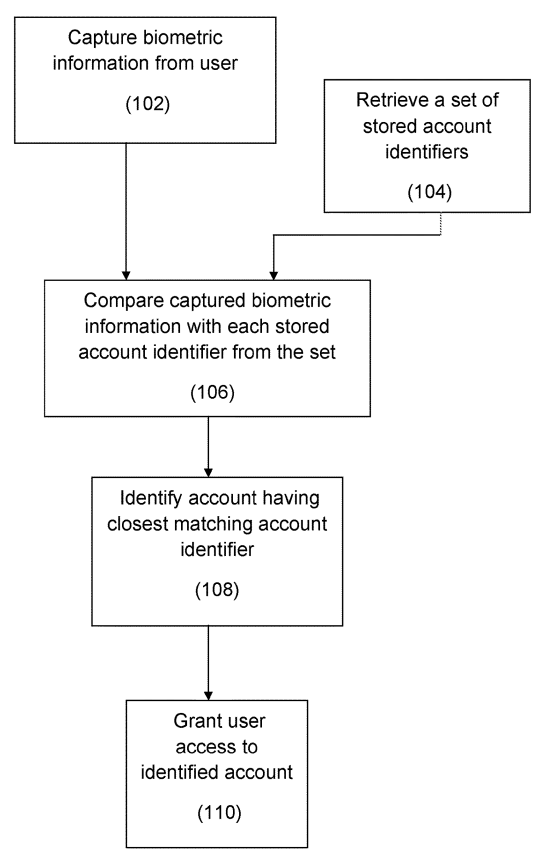 Capture biometric
information from user
(102)
Retrieve a set of
stored account
identifiers
(104)
Compare captured biometric
information with each stored
account identifier from the set
(106)
Identify account having
closest matching account
identifier
(108)
Grant user
access to
identified account
(110)